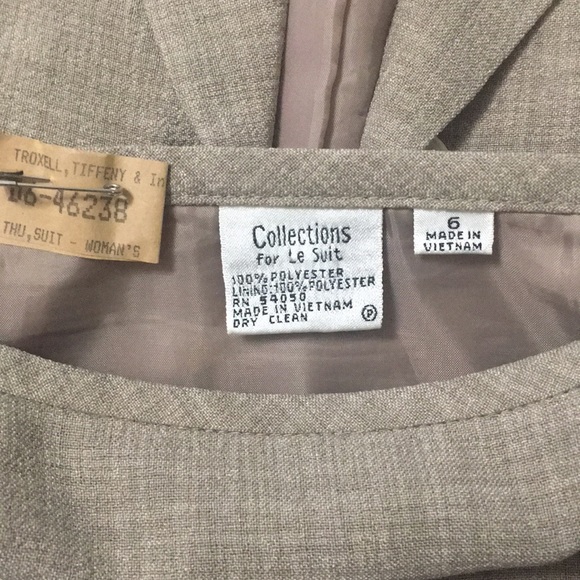 TROXELL, TIFFENY & In
06-46238
THU, SUIT - WOMAN'S
Collections
for Le Suit
100% POLYESTER
LINING:100% POLYESTER
RN 54050
MADE IN VIETNAM
DRY CLEAN
P
6
MADE IN
VIETNAM